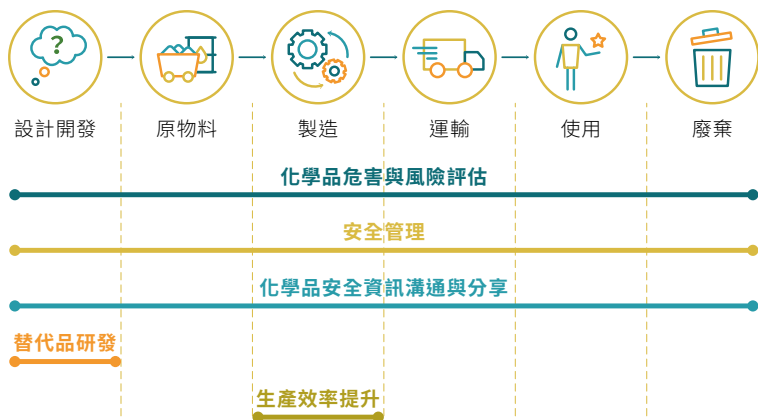 ?
設計開發
原物料
製造
運輸
使用
廢棄
化學品危害與風險評估
安全管理
化學品安全資訊溝通與分享
替代品研發
生產效率提升